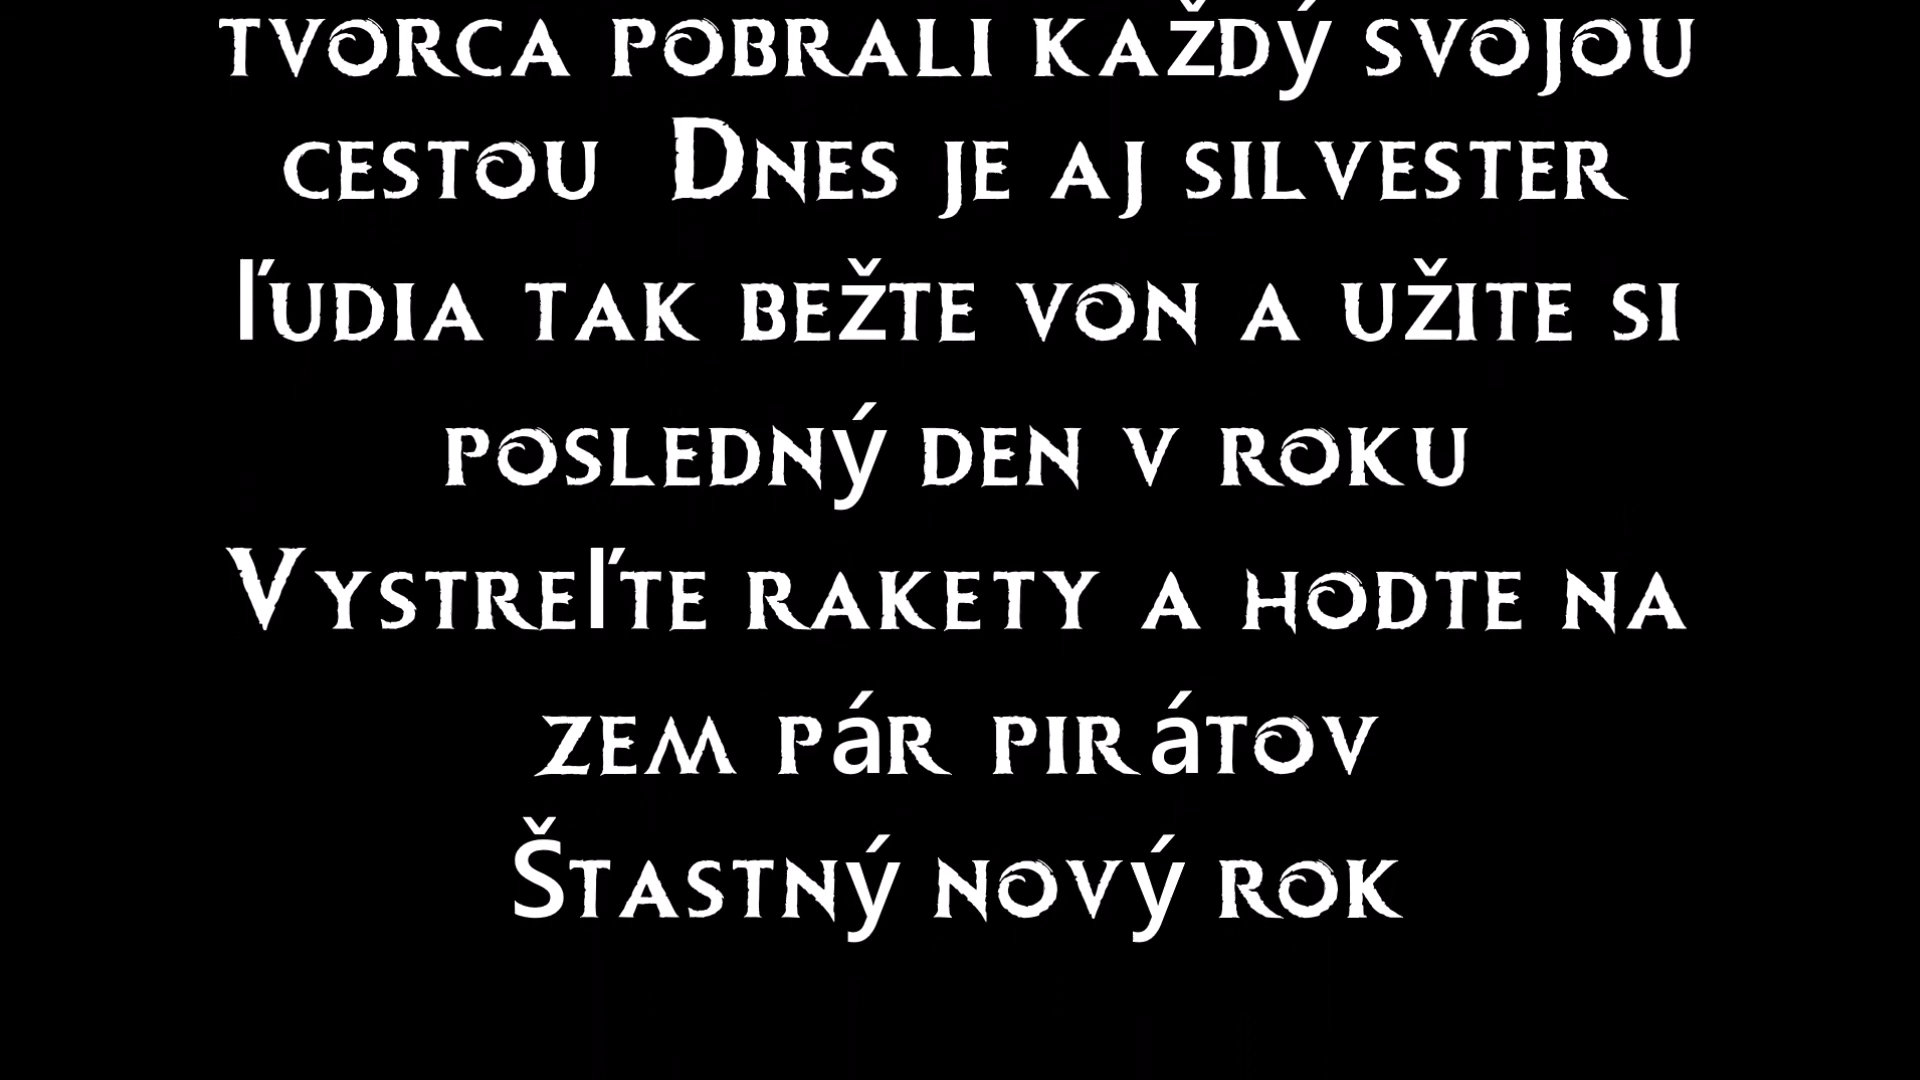 tvorca pobrali každý svojou
cestou Dnes je aj silvester
ľudia tak bežte von a užite si
posledný den v roku
Vystreľte rakety a hodte na
zem pár pirátov
Štastný nový rok